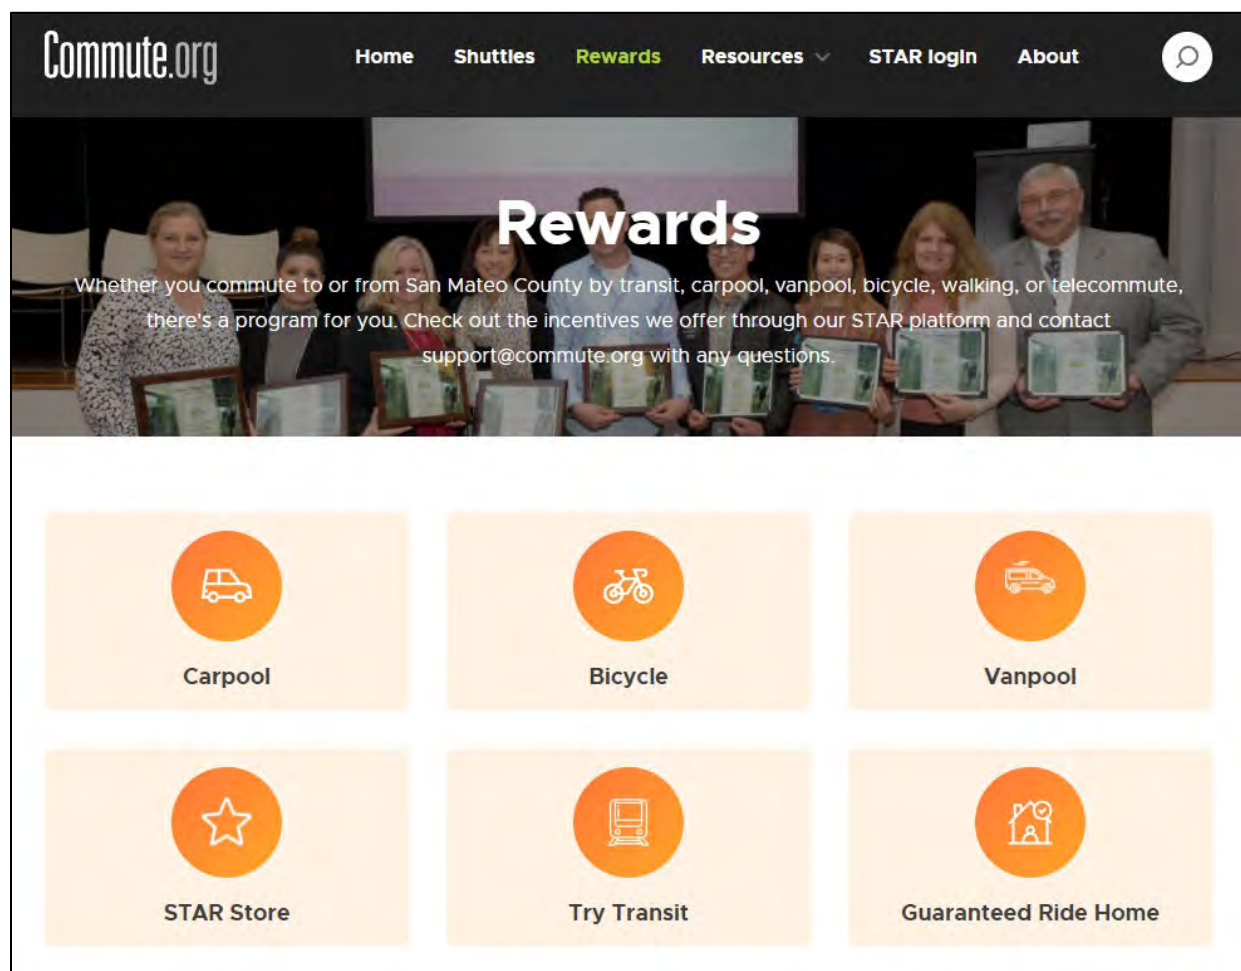 Commute.org
Home Shuttles Rewards Resources STAR login About
Rewards
Whether you commute to or from San Mateo County by transit, carpool, vanpool, bicycle, walking, or telecommute,
there's a program for you. Check out the incentives we offer through our STAR platform and contact
support@commute.org with any questions.
Carpool Bicycle Vanpool
STAR Store Try Transit Guaranteed Ride Home